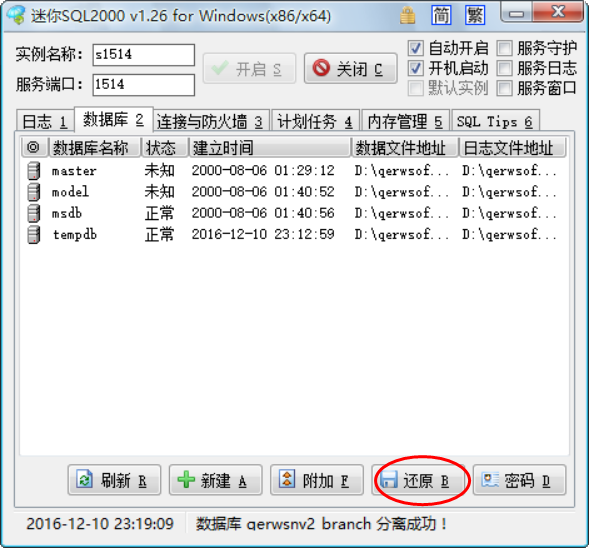 迷你SQL2000 v1.26 for Windows(x86/x64) 简 繁
实例名称: s1514 开启 S 关闭 C 自动开启 服务守护
服务端口: 1514 开机启动 服务日志
默认实例 服务窗口
日志 1 数据库 2 连接与防火墙 3 计划任务 4 内存管理 5 SQL Tips 6
数据库名称 状态 建立时间 数据文件地址 日志文件地址
master 未知 2000-08-06 01:29:12 D:\qerwsof... D:\qerwsof...
model 未知 2000-08-06 01:40:52 D:\qerwsof... D:\qerwsof...
msdb 正常 2000-08-06 01:40:56 D:\qerwsof... D:\qerwsof...
tempdb 正常 2016-12-10 23:12:59 D:\qerwsof... D:\qerwsof...
刷新 R 新建 A 附加 F 还原 B 密码 D
2016-12-10 23:19:09 数据库 qerwsnv2_branch 分离成功！